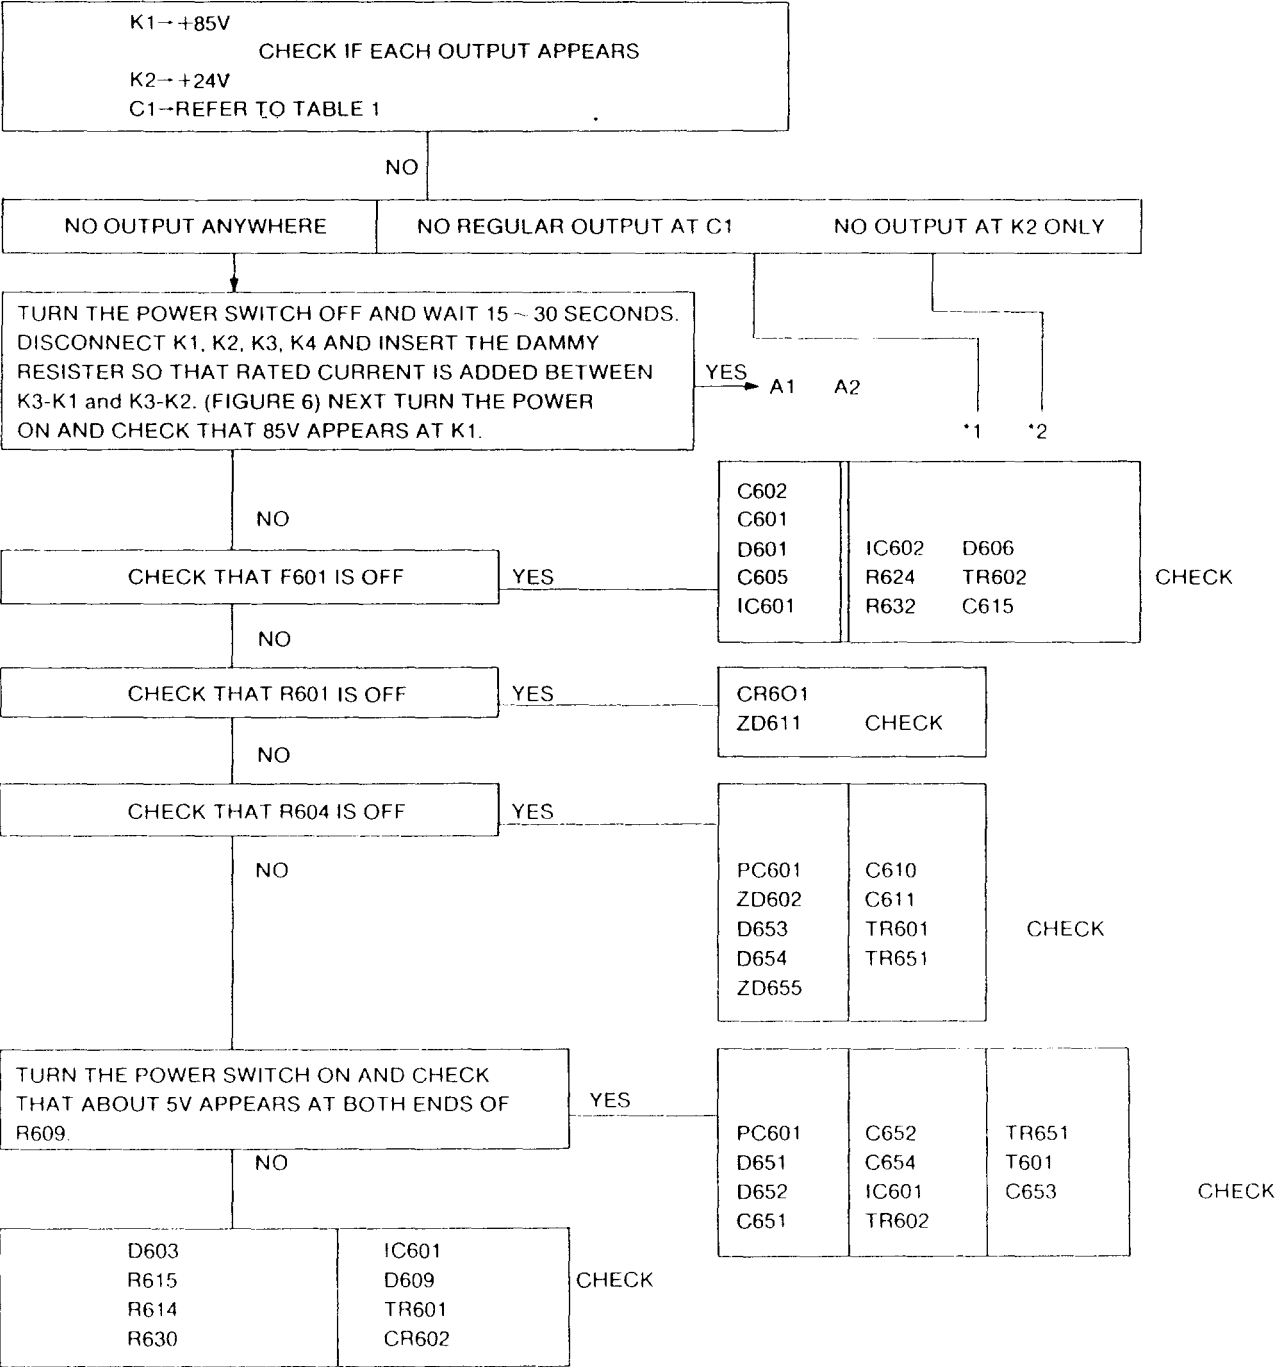 K1→+85V
CHECK IF EACH OUTPUT APPEARS
K2→+24V
C1→REFER TO TABLE 1
NO
NO OUTPUT ANYWHERE
NO REGULAR OUTPUT AT C1
NO OUTPUT AT K2 ONLY
TURN THE POWER SWITCH OFF AND WAIT 15~30 SECONDS.
DISCONNECT K1, K2, K3, K4 AND INSERT THE DAMMY
RESISTER SO THAT RATED CURRENT IS ADDED BETWEEN
K3-K1 and K3-K2. (FIGURE 6) NEXT TURN THE POWER
ON AND CHECK THAT 85V APPEARS AT K1.
YES
A1 A2
*1 *2
NO
CHECK THAT F601 IS OFF
YES
C602
C601
D601 IC602 D606
C605 R624 TR602
IC601 R632 C615
CHECK
NO
CHECK THAT R601 IS OFF
YES
CR6O1
ZD611 CHECK
NO
CHECK THAT R604 IS OFF
YES
NO
PC601 C610
ZD602 C611
D653 TR601
D654 TR651
ZD655
CHECK
TURN THE POWER SWITCH ON AND CHECK
THAT ABOUT 5V APPEARS AT BOTH ENDS OF
R609.
YES
PC601 C652 TR651
D651 C654 T601
D652 IC601 C653
C651 TR602
CHECK
NO
D603 IC601
R615 D609
R614 TR601
R630 CR602
CHECK